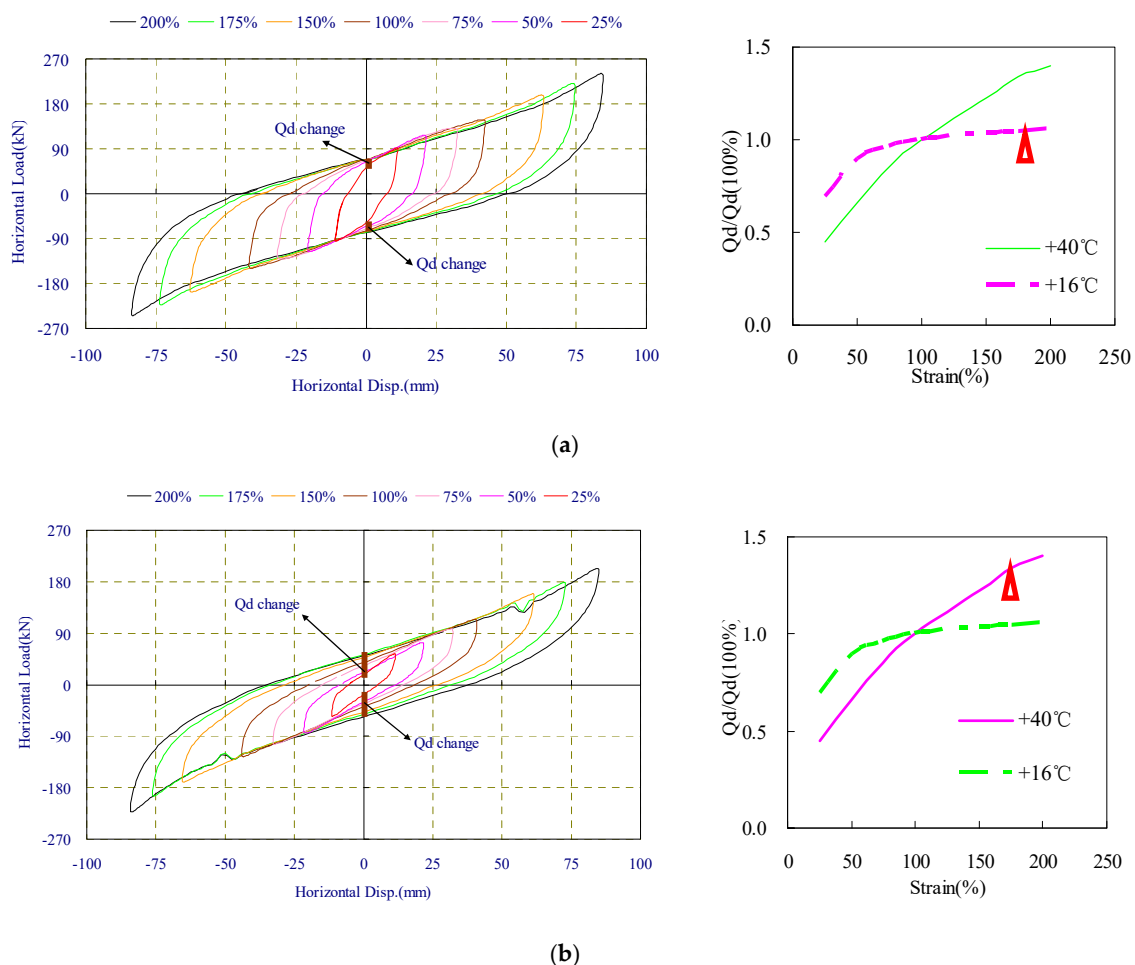 200% 175% 150% 100% 75% 50% 25%
Horizontal Load(kN)
270
180
90
0
-90
-180
-270
Qd change
Qd change
-100 -75 -50 -25 0 25 50 75 100
Horizontal Disp.(mm)
Qd/Qd(100%)
1.5
1.0
0.5
0.0
+40℃
+16℃
0 50 100 150 200 250
Strain(%)
(a)
200% 175% 150% 100% 75% 50% 25%
Horizontal Load(kN)
270
180
90
0
-90
-180
-270
Qd change
Qd change
-100 -75 -50 -25 0 25 50 75 100
Horizontal Disp.(mm)
Qd/Qd(100%)
1.5
1.0
0.5
0.0
+40℃
+16℃
0 50 100 150 200 250
Strain(%)
(b)